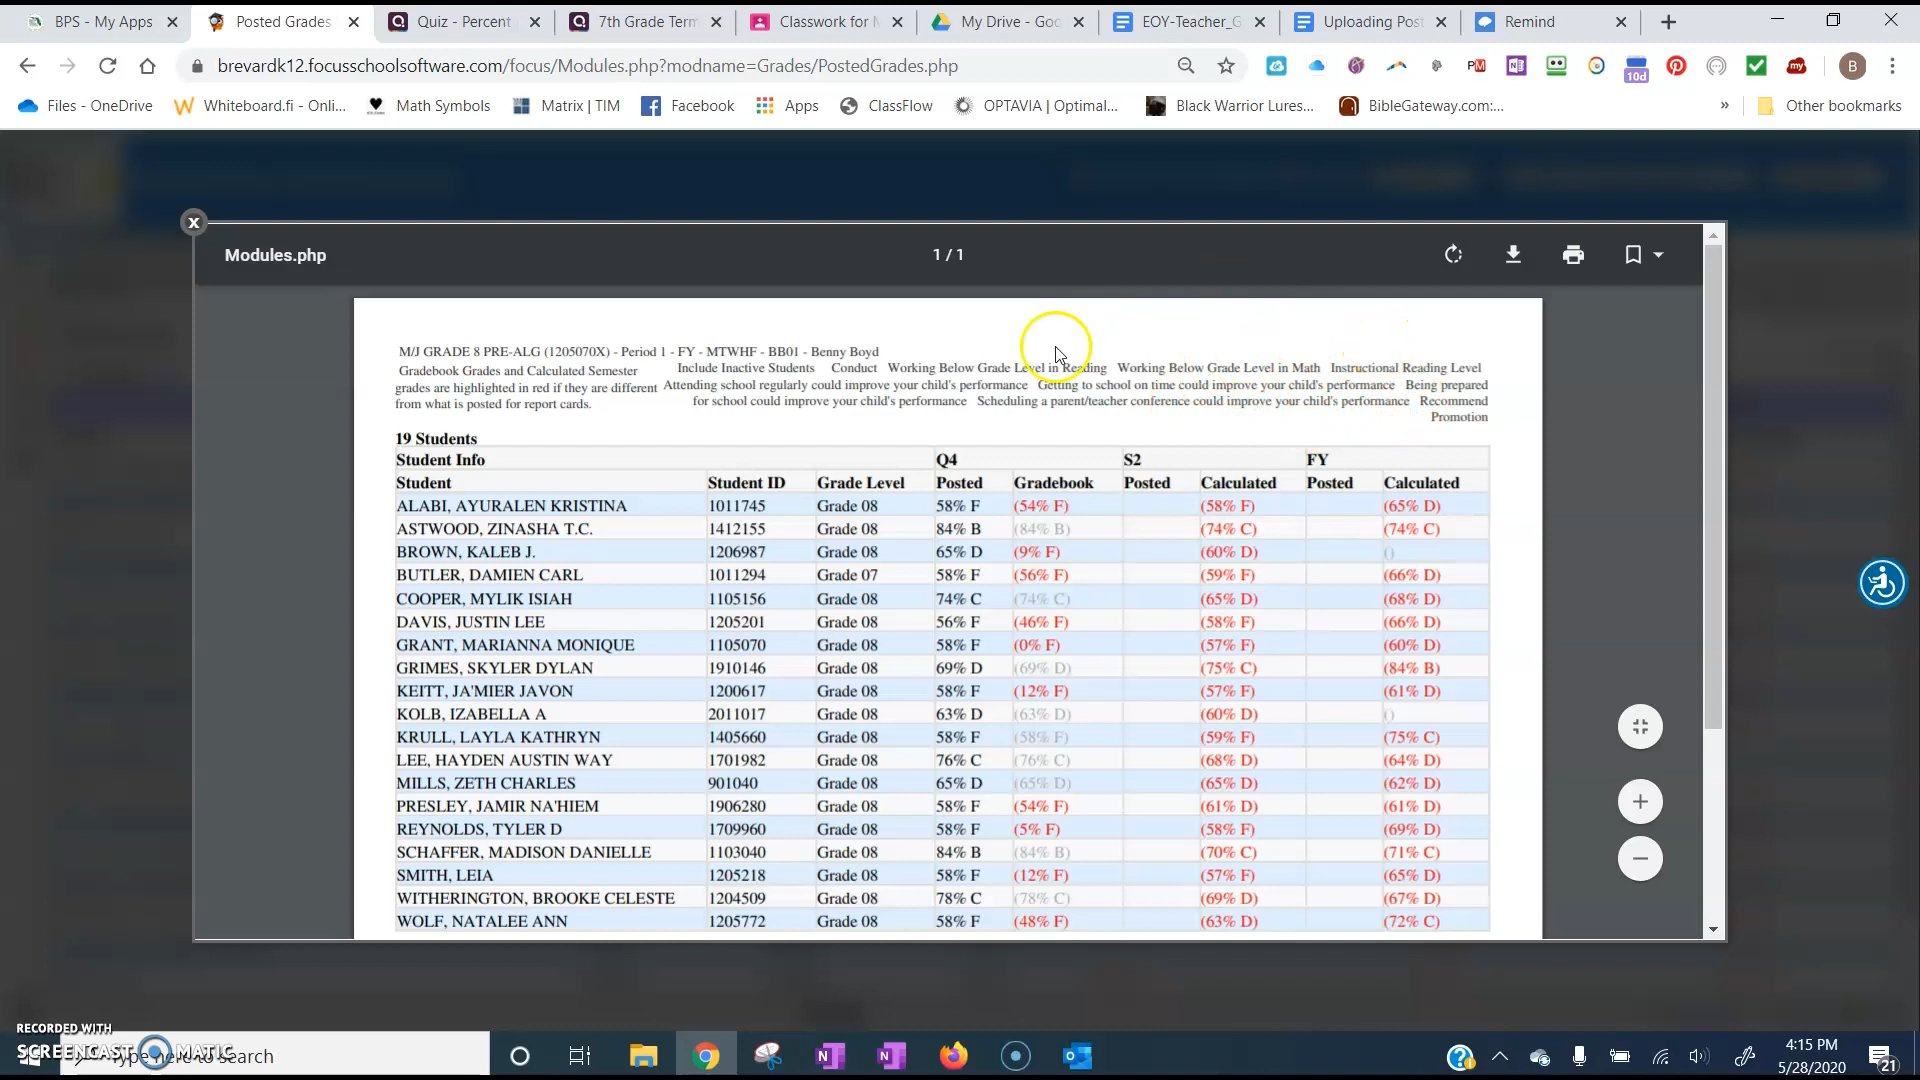 BPS - My Apps
Posted Grades
Quiz - Percent
7th Grade Term
Classwork for M
My Drive - Goo
EOY-Teacher_G
Uploading Post
Remind
brevardk12.focusschoolsoftware.com/focus/Modules.php?modname=Grades/PostedGrades.php
PM
N
10d
my
B
Files - OneDrive
Whiteboard.fi - Onli...
Math Symbols
Matrix | TIM
Facebook
Apps
ClassFlow
OPTAVIA | Optimal...
Black Warrior Lures...
BibleGateway.com:...
»
Other bookmarks
x
Modules.php
1 / 1
M/J GRADE 8 PRE-ALG (1205070X) - Period 1 - FY - MTWHF - BB01 - Benny Boyd
Gradebook Grades and Calculated Semester
grades are highlighted in red if they are different
from what is posted for report cards.
Include Inactive Students Conduct Working Below Grade Level in Reading Working Below Grade Level in Math Instructional Reading Level
Attending school regularly could improve your child's performance Getting to school on time could improve your child's performance Being prepared
for school could improve your child's performance Scheduling a parent/teacher conference could improve your child's performance Recommend
Promotion
19 Students
Student Info Q4 S2 FY
Student Student ID Grade Level Posted Gradebook Posted Calculated Posted Calculated
ALABI, AYURALEN KRISTINA 1011745 Grade 08 58% F (54% F) (58% F) (65% D)
ASTWOOD, ZINASHA T.C. 1412155 Grade 08 84% B (84% B) (74% C) (74% C)
BROWN, KALEB J. 1206987 Grade 08 65% D (9% F) (60% D) ()
BUTLER, DAMIEN CARL 1011294 Grade 07 58% F (56% F) (59% F) (66% D)
COOPER, MYLIK ISIAH 1105156 Grade 08 74% C (74% C) (65% D) (68% D)
DAVIS, JUSTIN LEE 1205201 Grade 08 56% F (46% F) (58% F) (66% D)
GRANT, MARIANNA MONIQUE 1105070 Grade 08 58% F (0% F) (57% F) (60% D)
GRIMES, SKYLER DYLAN 1910146 Grade 08 69% D (69% D) (75% C) (84% B)
KEITT, JA'MIER JAVON 1200617 Grade 08 58% F (12% F) (57% F) (61% D)
KOLB, IZABELLA A 2011017 Grade 08 63% D (63% D) (60% D) ()
KRULL, LAYLA KATHRYN 1405660 Grade 08 58% F (58% F) (59% F) (75% C)
LEE, HAYDEN AUSTIN WAY 1701982 Grade 08 76% C (76% C) (68% D) (64% D)
MILLS, ZETH CHARLES 901040 Grade 08 65% D (65% D) (65% D) (62% D)
PRESLEY, JAMIR NA'HIEM 1906280 Grade 08 58% F (54% F) (61% D) (61% D)
REYNOLDS, TYLER D 1709960 Grade 08 58% F (5% F) (58% F) (69% D)
SCHAFFER, MADISON DANIELLE 1103040 Grade 08 84% B (84% B) (70% C) (71% C)
SMITH, LEIA 1205218 Grade 08 58% F (12% F) (57% F) (65% D)
WITHERINGTON, BROOKE CELESTE 1204509 Grade 08 78% C (78% C) (69% D) (67% D)
WOLF, NATALEE ANN 1205772 Grade 08 58% F (48% F) (63% D) (72% C)
RECORDED WITH
SCREENCAST MATIC
Type here to search
4:15 PM
5/28/2020
21